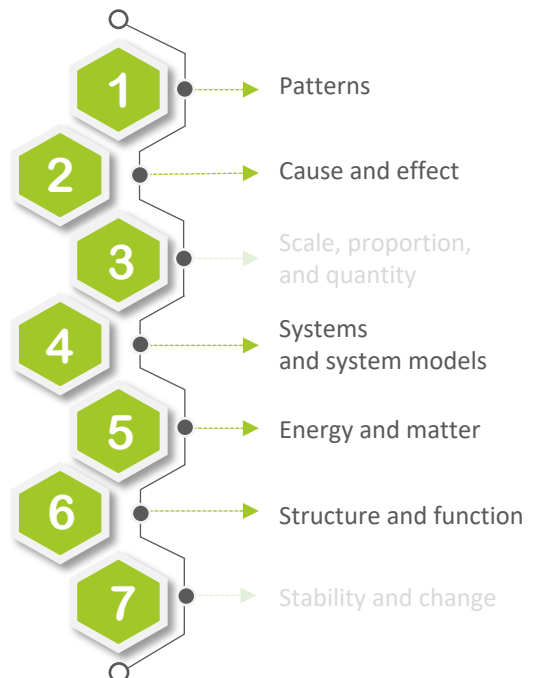 1
Patterns
2
Cause and effect
3
Scale, proportion,
and quantity
4
Systems
and system models
5
Energy and matter
6
Structure and function
7
Stability and change